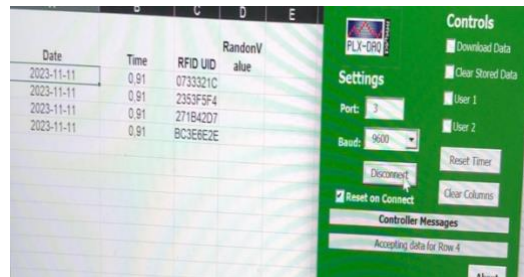 B C D E
Date Time RFID UID RandonV
alue
2023-11-11 0,91 0733321C
2023-11-11 0,91 2353F5F4
2023-11-11 0,91 271B42D7
2023-11-11 0,91 BC3E6E2E
PLX-DAQ
Controls
Download Data
Clear Stored Data
User 1
User 2
Settings
Port: 3
Baud: 9600
Reset Timer
Disconnect
Clear Columns
Reset on Connect
Controller Messages
Accepting data for Row 4